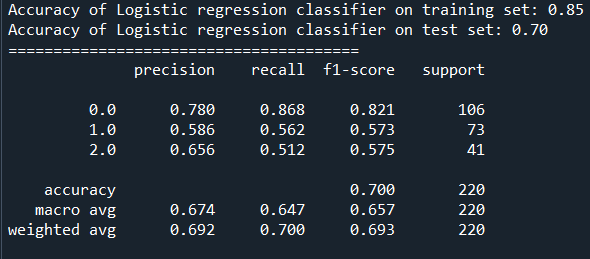 Accuracy of Logistic regression classifier on training set: 0.85
Accuracy of Logistic regression classifier on test set: 0.70
=======================================
precision recall f1-score support
0.0 0.780 0.868 0.821 106
1.0 0.586 0.562 0.573 73
2.0 0.656 0.512 0.575 41
accuracy 0.700 220
macro avg 0.674 0.647 0.657 220
weighted avg 0.692 0.700 0.693 220